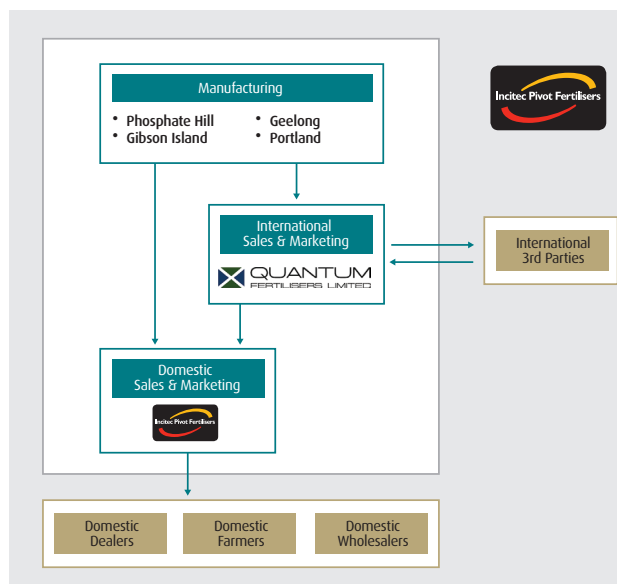 Manufacturing
• Phosphate Hill
• Gibson Island
• Geelong
• Portland
Incitec Pivot Fertilisers
International
Sales & Marketing
QUANTUM
FERTILISERS LIMITED
International
3rd Parties
Domestic
Sales & Marketing
Incitec Pivot Fertilisers
Domestic
Dealers
Domestic
Farmers
Domestic
Wholesalers